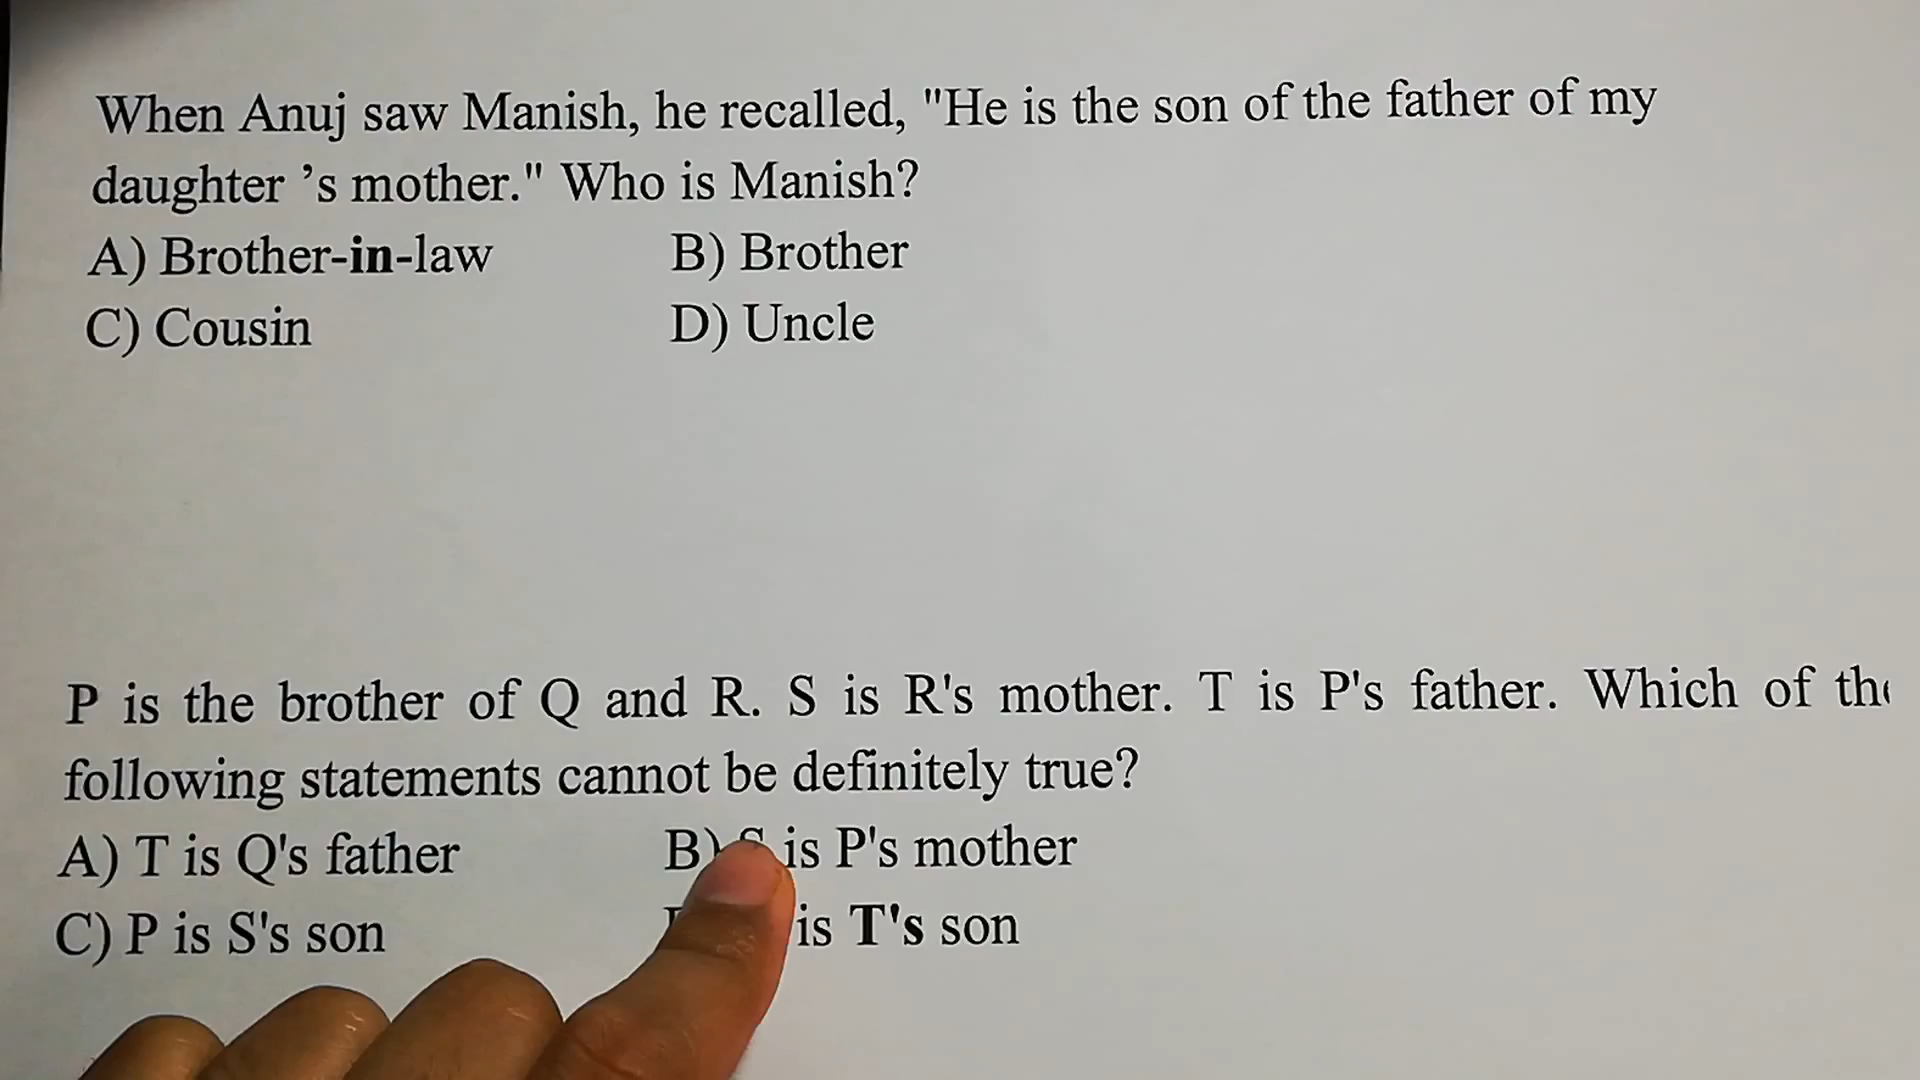 When Anuj saw Manish, he recalled, "He is the son of the father of my
daughter ’s mother." Who is Manish?
A) Brother-in-law B) Brother
C) Cousin D) Uncle
P is the brother of Q and R. S is R's mother. T is P's father. Which of
following statements cannot be definitely true?
A) T is Q's father B) S is P's mother
C) P is S's son is T's son